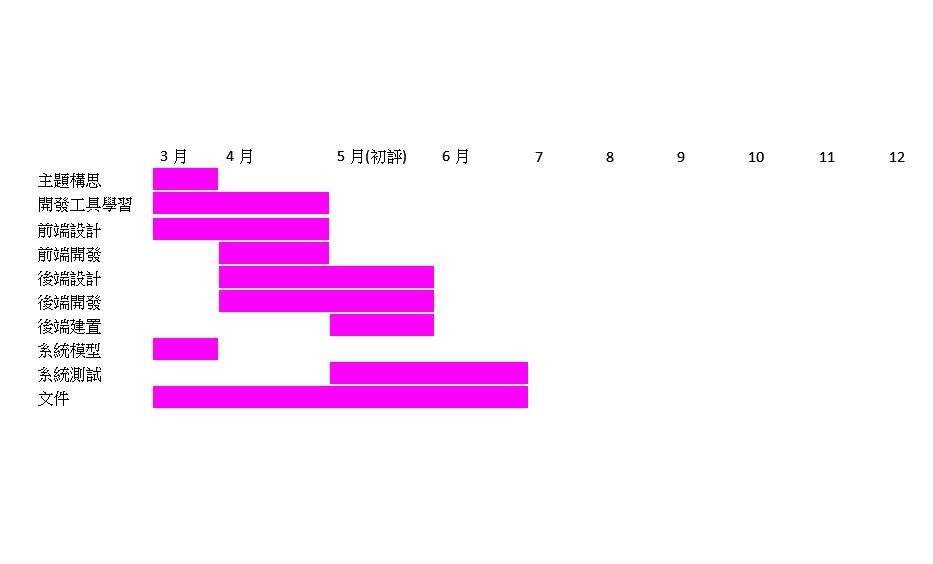 3 月 4 月 5 月(初評) 6 月 7 8 9 10 11 12
主題構思
開發工具學習
前端設計
前端開發
後端設計
後端開發
後端建置
系統模型
系統測試
文件